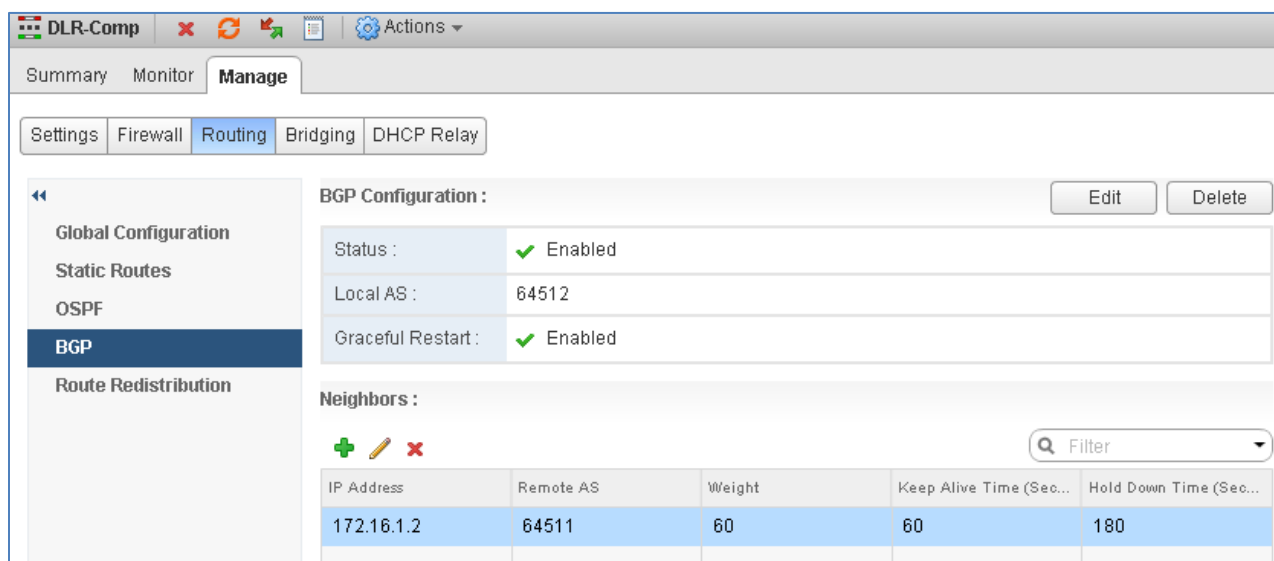 DLR-Comp Actions
Summary Monitor Manage
Settings Firewall Routing Bridging DHCP Relay
Global Configuration
Static Routes
OSPF
BGP
Route Redistribution
BGP Configuration : Edit Delete
Status : Enabled
Local AS : 64512
Graceful Restart : Enabled
Neighbors :
Filter
IP Address Remote AS Weight Keep Alive Time (Sec... Hold Down Time (Sec...
172.16.1.2 64511 60 60 180